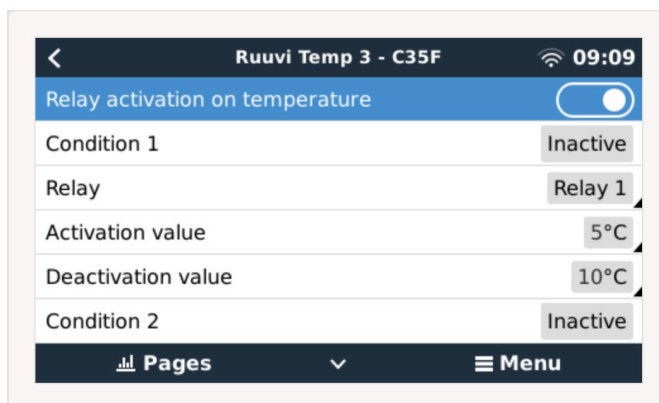 Ruuvi Temp 3 - C35F 09:09
Relay activation on temperature
Condition 1 Inactive
Relay Relay 1
Activation value 5°C
Deactivation value 10°C
Condition 2 Inactive
Pages Menu